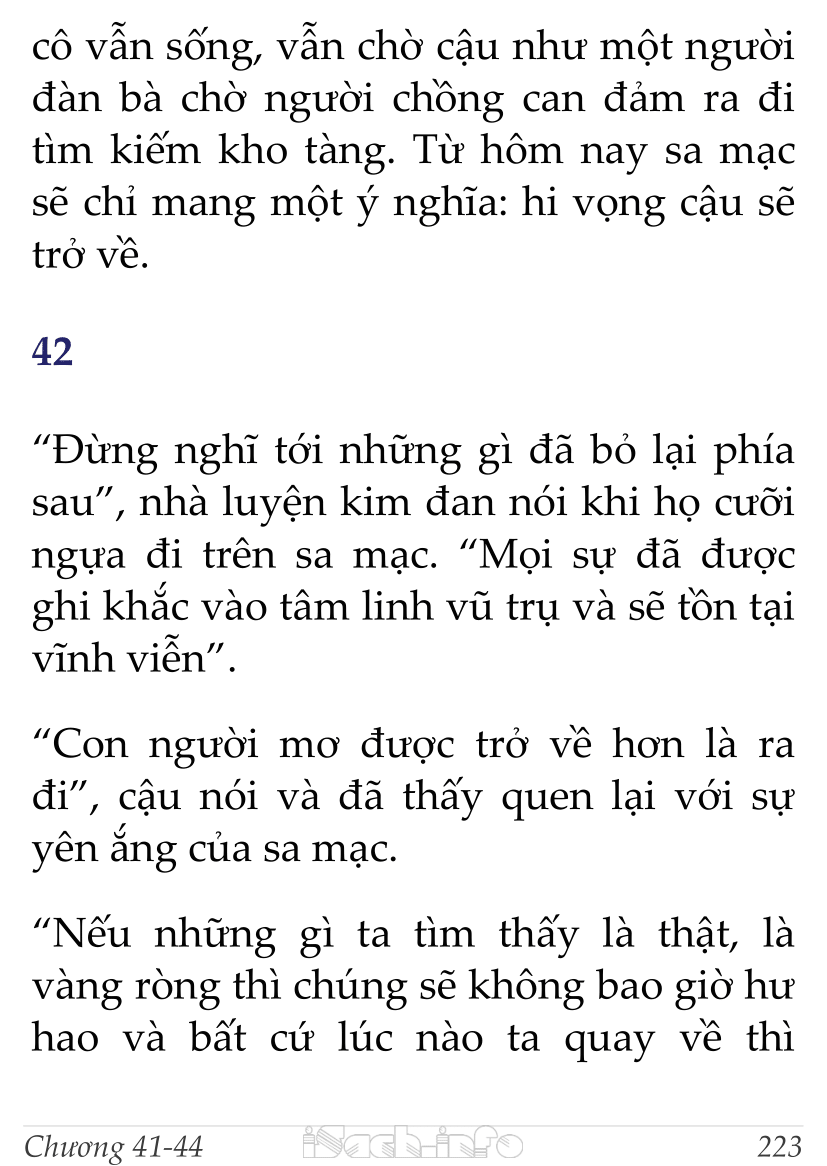 cô vẫn sống, vẫn chờ cậu như một người
đàn bà chờ người chồng can đảm ra đi
tìm kiếm kho tàng. Từ hôm nay sa mạc
sẽ chỉ mang một ý nghĩa: hi vọng cậu sẽ
trở về.
42
“Đừng nghĩ tới những gì đã bỏ lại phía
sau”, nhà luyện kim đan nói khi họ cưỡi
ngựa đi trên sa mạc. “Mọi sự đã được
ghi khắc vào tâm linh vũ trụ và sẽ tồn tại
vĩnh viễn”.
“Con người mơ được trở về hơn là ra
đi”, cậu nói và đã thấy quen lại với sự
yên ắng của sa mạc.
“Nếu những gì ta tìm thấy là thật, là
vàng ròng thì chúng sẽ không bao giờ hư
hao và bất cứ lúc nào ta quay về thì
Chương 41-44 iSach.info 223